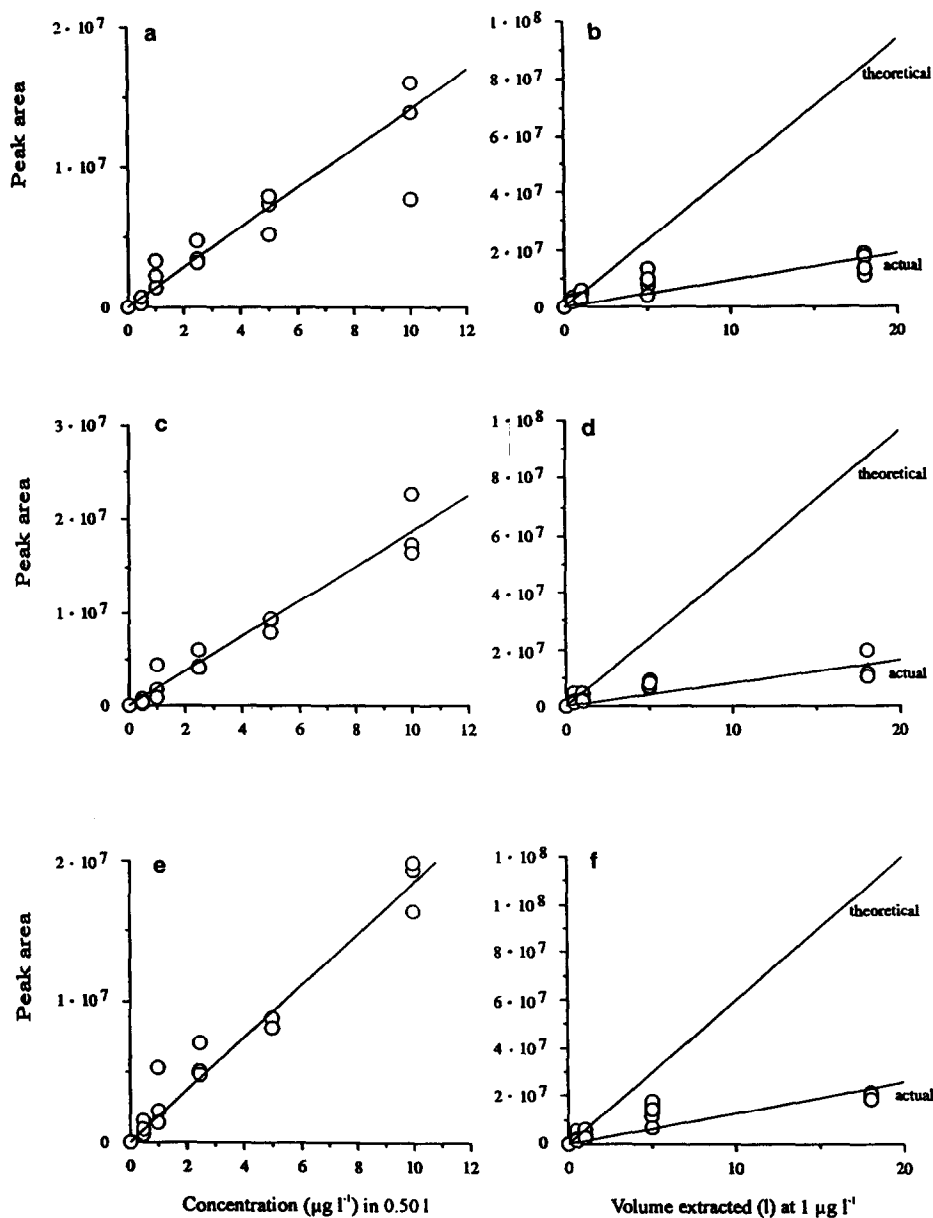 a
Peak area
2 · 10⁷
1 · 10⁷
0
0 2 4 6 8 10 12
b
1 · 10⁸
8 · 10⁷
6 · 10⁷
4 · 10⁷
2 · 10⁷
0
theoretical
actual
0 10 20
c
Peak area
3 · 10⁷
2 · 10⁷
1 · 10⁷
0
0 2 4 6 8 10 12
d
1 · 10⁸
8 · 10⁷
6 · 10⁷
4 · 10⁷
2 · 10⁷
0
theoretical
actual
0 10 20
e
Peak area
2 · 10⁷
1 · 10⁷
0
0 2 4 6 8 10 12
Concentration (µg l⁻¹) in 0.50 l
f
1 · 10⁸
1 · 10⁸
8 · 10⁷
6 · 10⁷
4 · 10⁷
2 · 10⁷
0
theoretical
actual
0 10 20
Volume extracted (l) at 1 µg l⁻¹